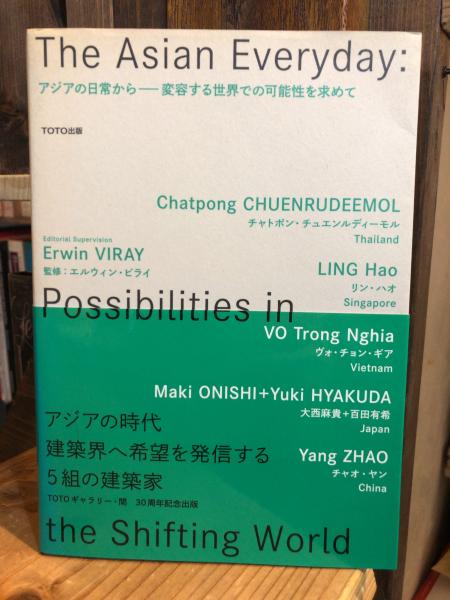 The Asian Everyday:
アジアの日常から──変容する世界での可能性を求めて
TOTO出版
Chatpong CHUENRUDEEMOL
チャトポン・チュエンルディーモル
Thailand
Editorial Supervision
Erwin VIRAY
監修：エルウィン・ビライ
LING Hao
リン・ハオ
Singapore
Possibilities in
VO Trong Nghia
ヴォ・チョン・ギア
Vietnam
Maki ONISHI+Yuki HYAKUDA
大西麻貴+百田有希
Japan
Yang ZHAO
チャオ・ヤン
China
アジアの時代
建築界へ希望を発信する
5組の建築家
TOTOギャラリー・間 30周年記念出版
the Shifting World